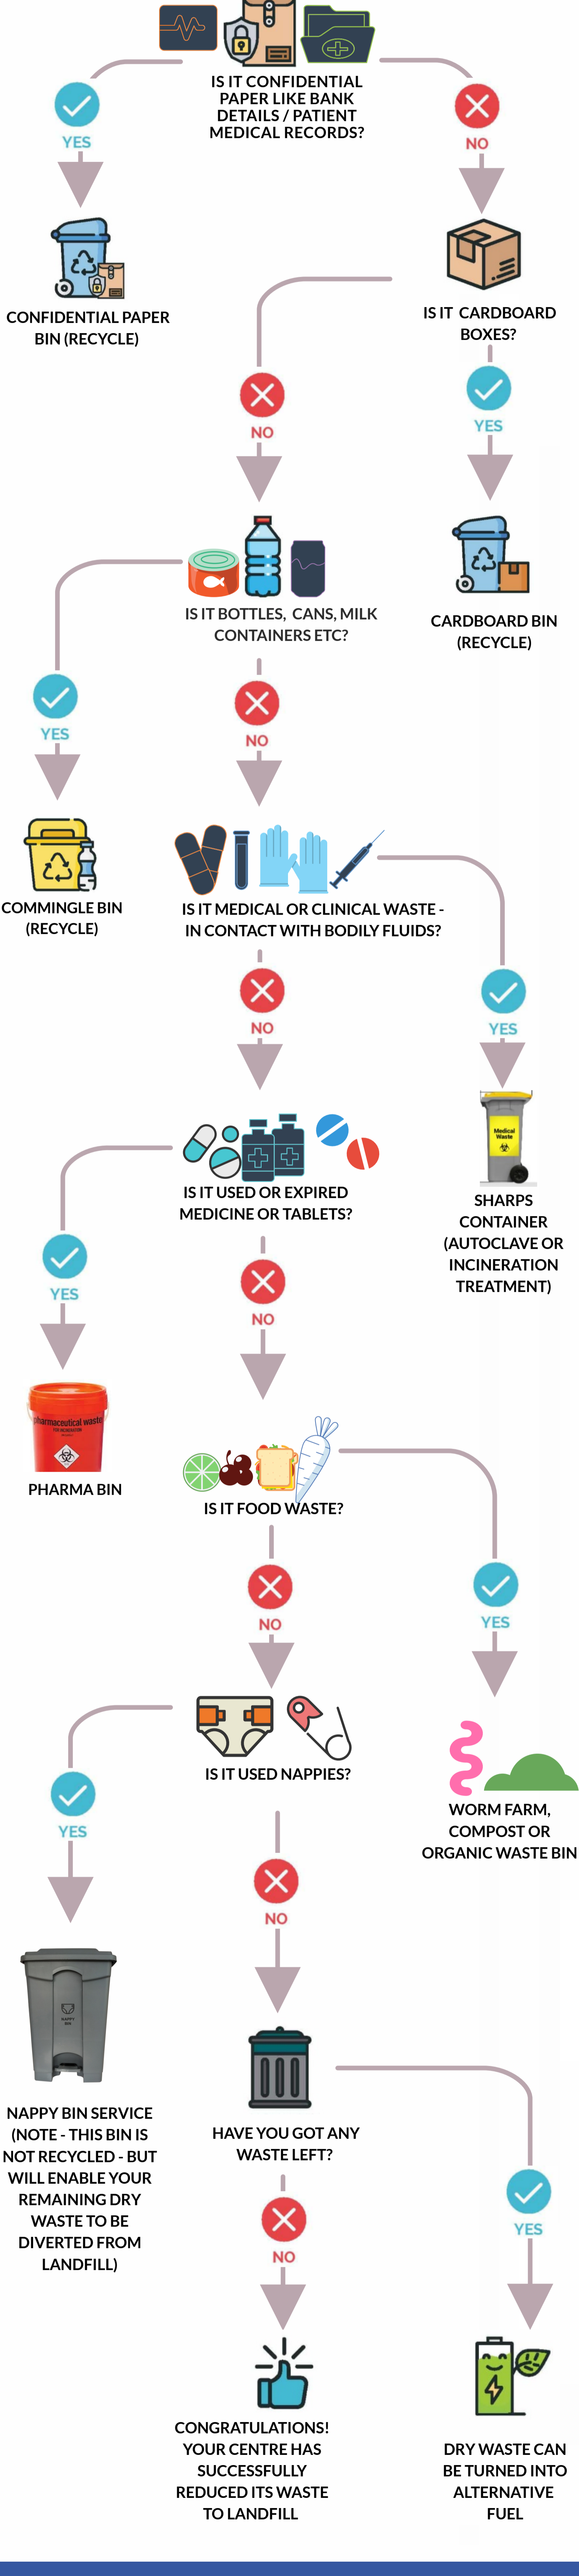 IS IT CONFIDENTIAL
PAPER LIKE BANK
DETAILS / PATIENT
MEDICAL RECORDS?
YES
NO
CONFIDENTIAL PAPER
BIN (RECYCLE)
IS IT CARDBOARD
BOXES?
NO
YES
IS IT BOTTLES, CANS, MILK
CONTAINERS ETC?
CARDBOARD BIN
(RECYCLE)
YES
NO
COMMINGLE BIN
(RECYCLE)
IS IT MEDICAL OR CLINICAL WASTE -
IN CONTACT WITH BODILY FLUIDS?
NO
YES
Medical
Waste
IS IT USED OR EXPIRED
MEDICINE OR TABLETS?
SHARPS
CONTAINER
(AUTOCLAVE OR
INCINERATION
TREATMENT)
YES
NO
pharmaceutical waste
FOR INCINERATION
PHARMA BIN
IS IT FOOD WASTE?
NO
YES
IS IT USED NAPPIES?
WORM FARM,
COMPOST OR
ORGANIC WASTE BIN
YES
NO
NAPPY
BIN
NAPPY BIN SERVICE
(NOTE - THIS BIN IS
NOT RECYCLED - BUT
WILL ENABLE YOUR
REMAINING DRY
WASTE TO BE
DIVERTED FROM
LANDFILL)
HAVE YOU GOT ANY
WASTE LEFT?
NO
YES
CONGRATULATIONS!
YOUR CENTRE HAS
SUCCESSFULLY
REDUCED ITS WASTE
TO LANDFILL
DRY WASTE CAN
BE TURNED INTO
ALTERNATIVE
FUEL